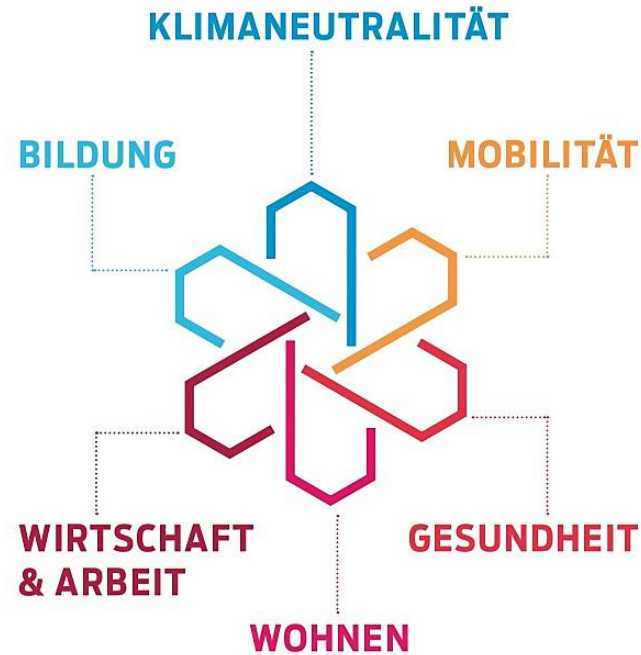 KLIMANEUTRALITÄT
BILDUNG
MOBILITÄT
WIRTSCHAFT
& ARBEIT
GESUNDHEIT
WOHNEN